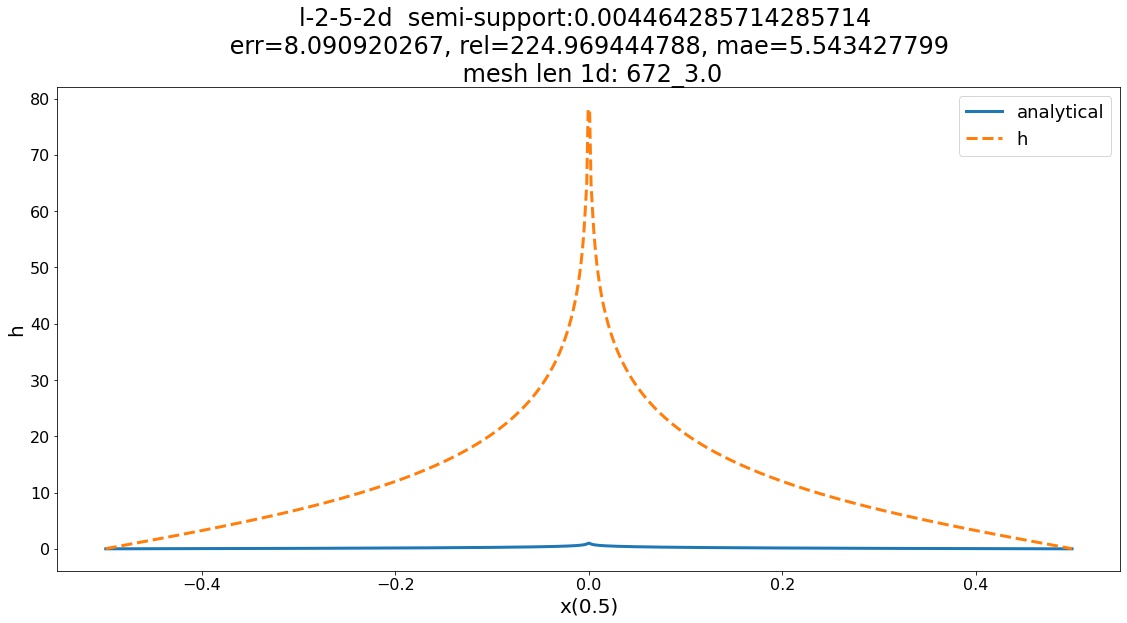 l-2-5-2d  semi-support:0.004464285714285714
err=8.090920267, rel=224.969444788, mae=5.543427799
mesh len 1d: 672_3.0
analytical
h
h
80
70
60
50
40
30
20
10
0
−0.4
−0.2
0.0
0.2
0.4
x(0.5)